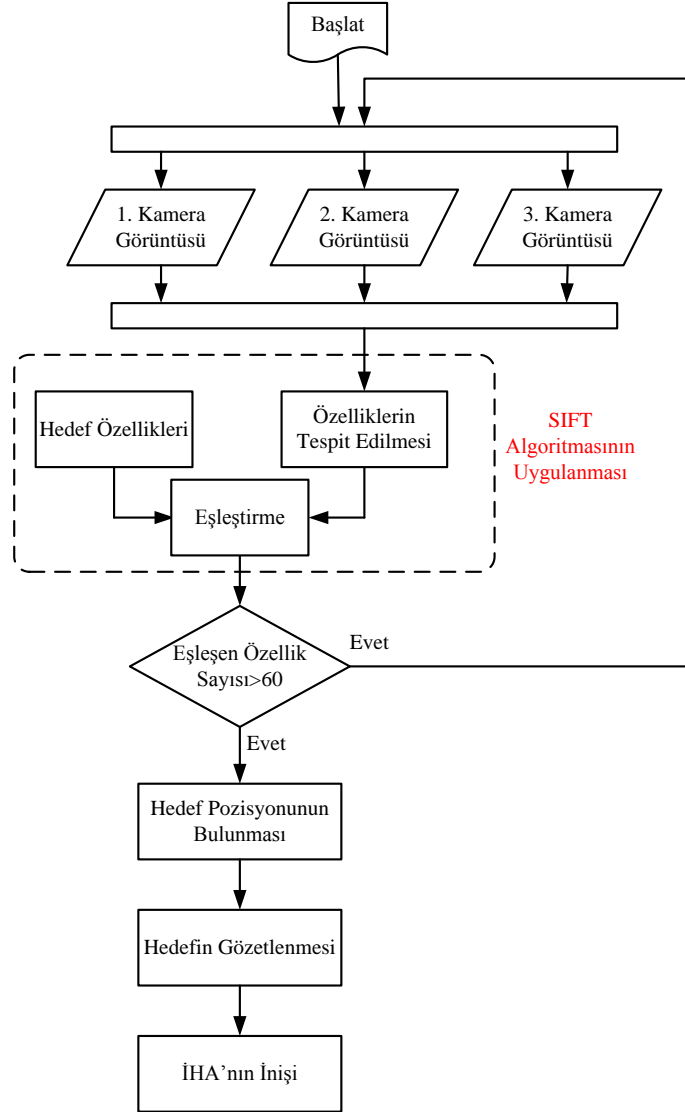 Başlat
1. Kamera
Görüntüsü
2. Kamera
Görüntüsü
3. Kamera
Görüntüsü
Hedef Özellikleri
Özelliklerin
Tespit Edilmesi
SIFT
Algoritmasının
Uygulanması
Eşleştirme
Eşleşen Özellik
Sayısı>60
Evet
Evet
Hedef Pozisyonunun
Bulunması
Hedefin Gözetlenmesi
İHA’nın İnişi